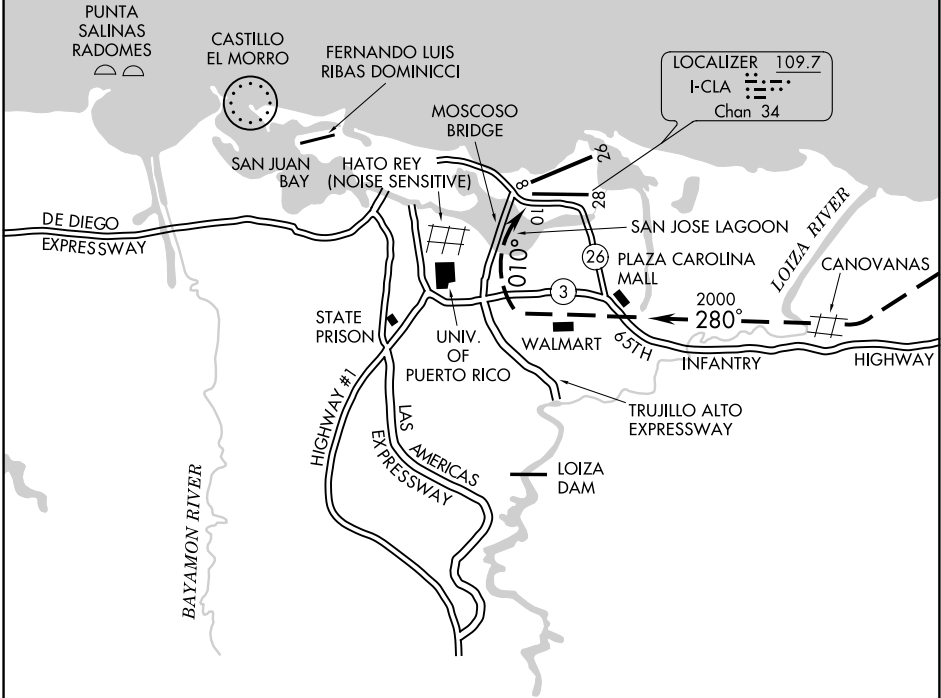 PUNTA
SALINAS
RADOMES
CASTILLO
EL MORRO
FERNANDO LUIS
RIBAS DOMINICCI
LOCALIZER 109.7
I-CLA
Chan 34
MOSCOSO
BRIDGE
SAN JUAN
BAY
HATO REY
(NOISE SENSITIVE)
8
26
10
28
DE DIEGO
EXPRESSWAY
SAN JOSE LAGOON
LOIZA RIVER
010°
26
PLAZA CAROLINA
MALL
CANOVANAS
3
2000
280°
STATE
PRISON
UNIV.
OF
PUERTO RICO
WALMART
65TH
INFANTRY
HIGHWAY
TRUJILLO ALTO
EXPRESSWAY
HIGHWAY #1
LAS AMERICAS
EXPRESSWAY
LOIZA
DAM
BAYAMON RIVER